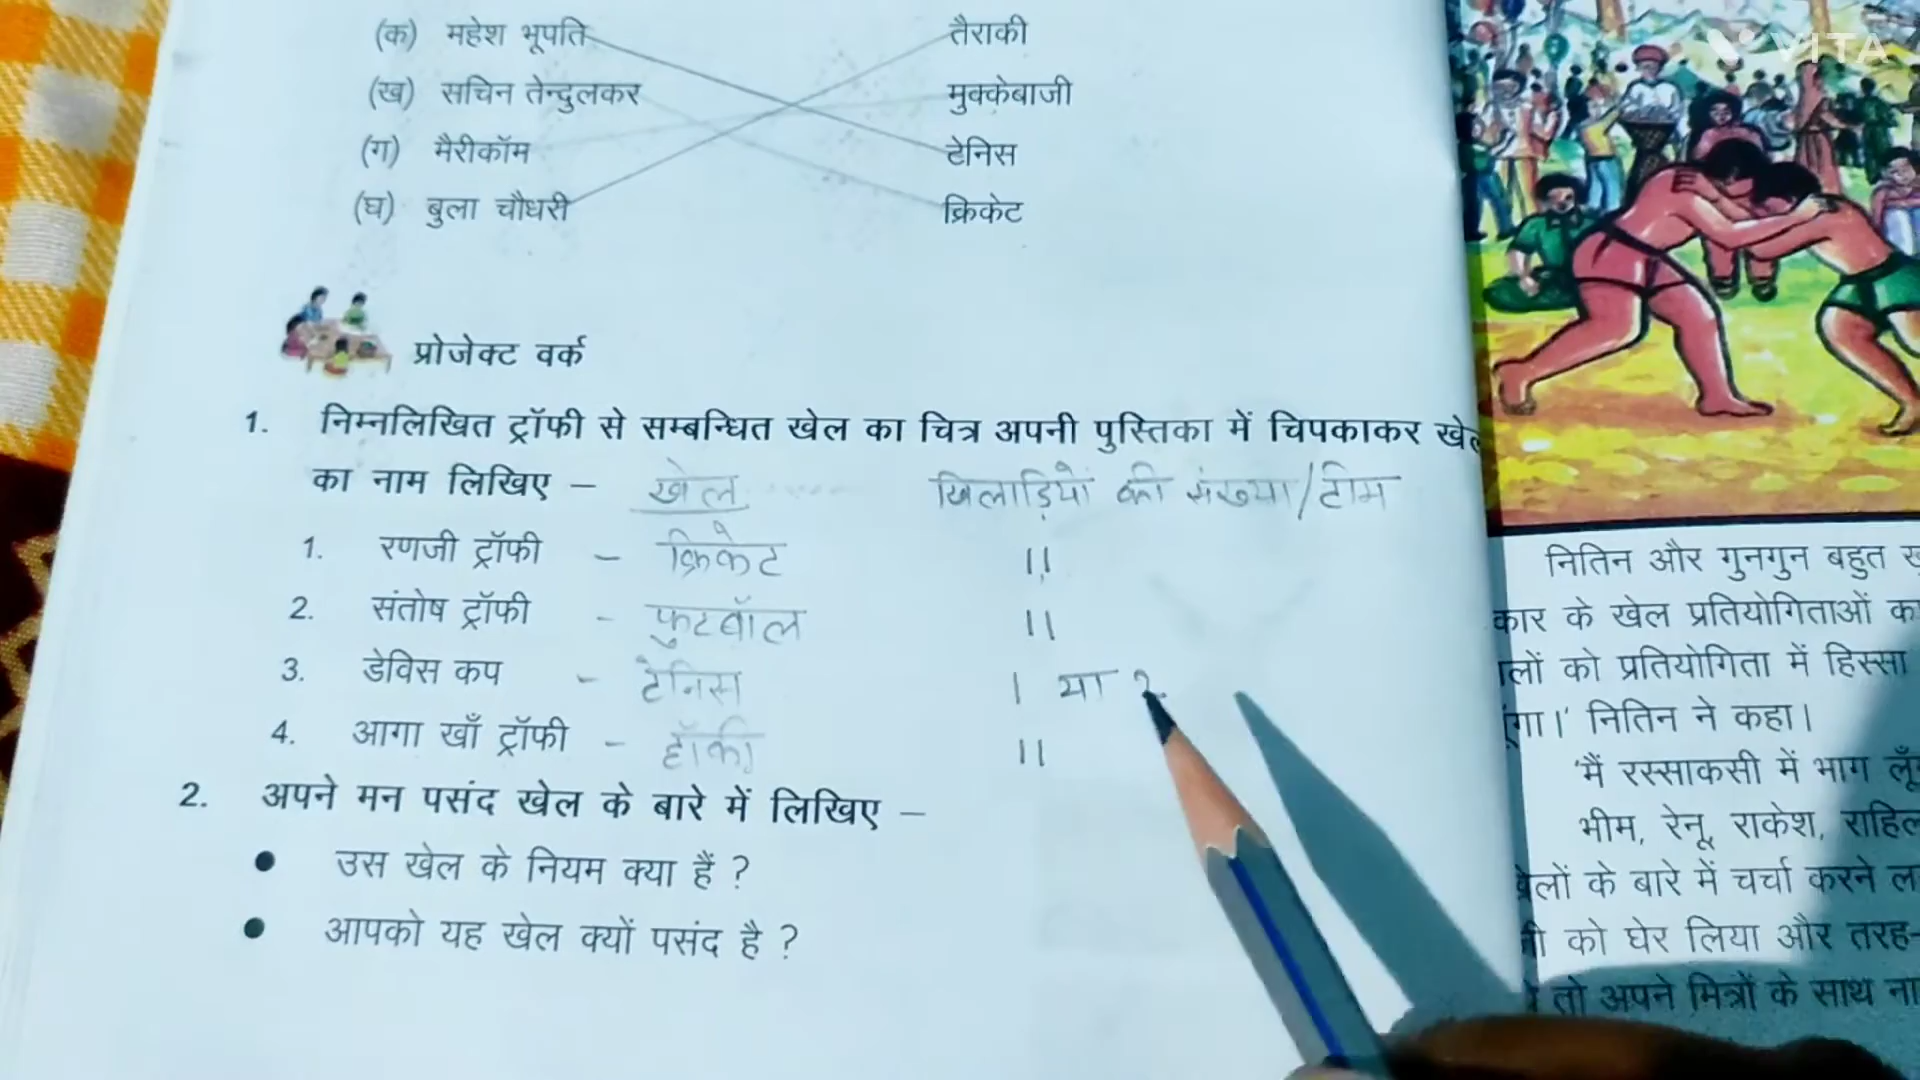 VITA
(क) महेश भूपति तैराकी
(ख) सचिन तेन्दुलकर मुक्केबाजी
(ग) मैरीकॉम टेनिस
(घ) बुला चौधरी क्रिकेट
प्रोजेक्ट वर्क
1. निम्नलिखित ट्रॉफी से सम्बन्धित खेल का चित्र अपनी पुस्तिका में चिपकाकर खेल
का नाम लिखिए – खेल खिलाड़ियों की संख्या/टीम
1. रणजी ट्रॉफी – क्रिकेट 11
2. संतोष ट्रॉफी - फुटबॉल 11
3. डेविस कप - टेनिस 1 या 2
4. आगा खाँ ट्रॉफी - हॉकी 11
2. अपने मन पसंद खेल के बारे में लिखिए –
● उस खेल के नियम क्या हैं ?
● आपको यह खेल क्यों पसंद है ?
नितिन और गुनगुन बहुत
कार के खेल प्रतियोगिताओं
लों को प्रतियोगिता में हिस्सा
गा।' नितिन ने कहा।
'मैं रस्साकसी में भाग
भीम, रेनू, राकेश, राहिल
खेलों के बारे में चर्चा करने
को घेर लिया और तरह-
तो अपने मित्रों के साथ